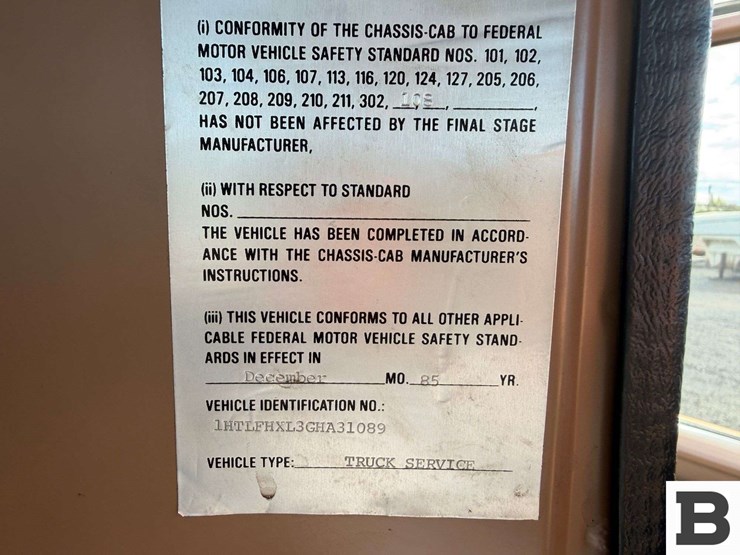 (i) CONFORMITY OF THE CHASSIS-CAB TO FEDERAL
MOTOR VEHICLE SAFETY STANDARD NOS. 101, 102,
103, 104, 106, 107, 113, 116, 120, 124, 127, 205, 206,
207, 208, 209, 210, 211, 302, 108, ,
HAS NOT BEEN AFFECTED BY THE FINAL STAGE
MANUFACTURER,
(ii) WITH RESPECT TO STANDARD
NOS.
THE VEHICLE HAS BEEN COMPLETED IN ACCORD-
ANCE WITH THE CHASSIS-CAB MANUFACTURER'S
INSTRUCTIONS.
(iii) THIS VEHICLE CONFORMS TO ALL OTHER APPLI-
CABLE FEDERAL MOTOR VEHICLE SAFETY STAND-
ARDS IN EFFECT IN
December MO. 85 YR.
VEHICLE IDENTIFICATION NO.:
1HTLFHXL3GHA31089
VEHICLE TYPE: TRUCK SERVICE
B